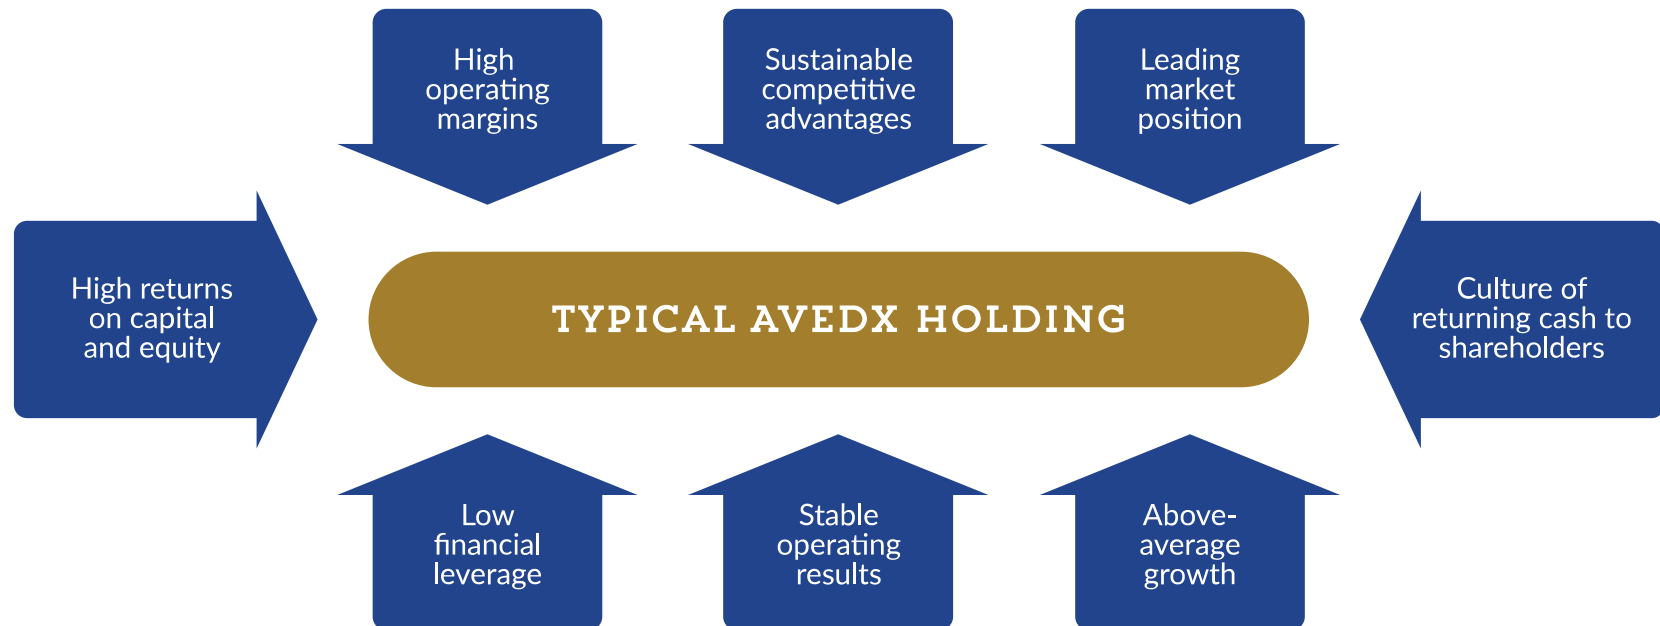 High
operating
margins
Sustainable
competitive
advantages
Leading
market
position
High returns
on capital
and equity
TYPICAL AVEDX HOLDING
Culture of
returning cash to
shareholders
Low
financial
leverage
Stable
operating
results
Above-
average
growth